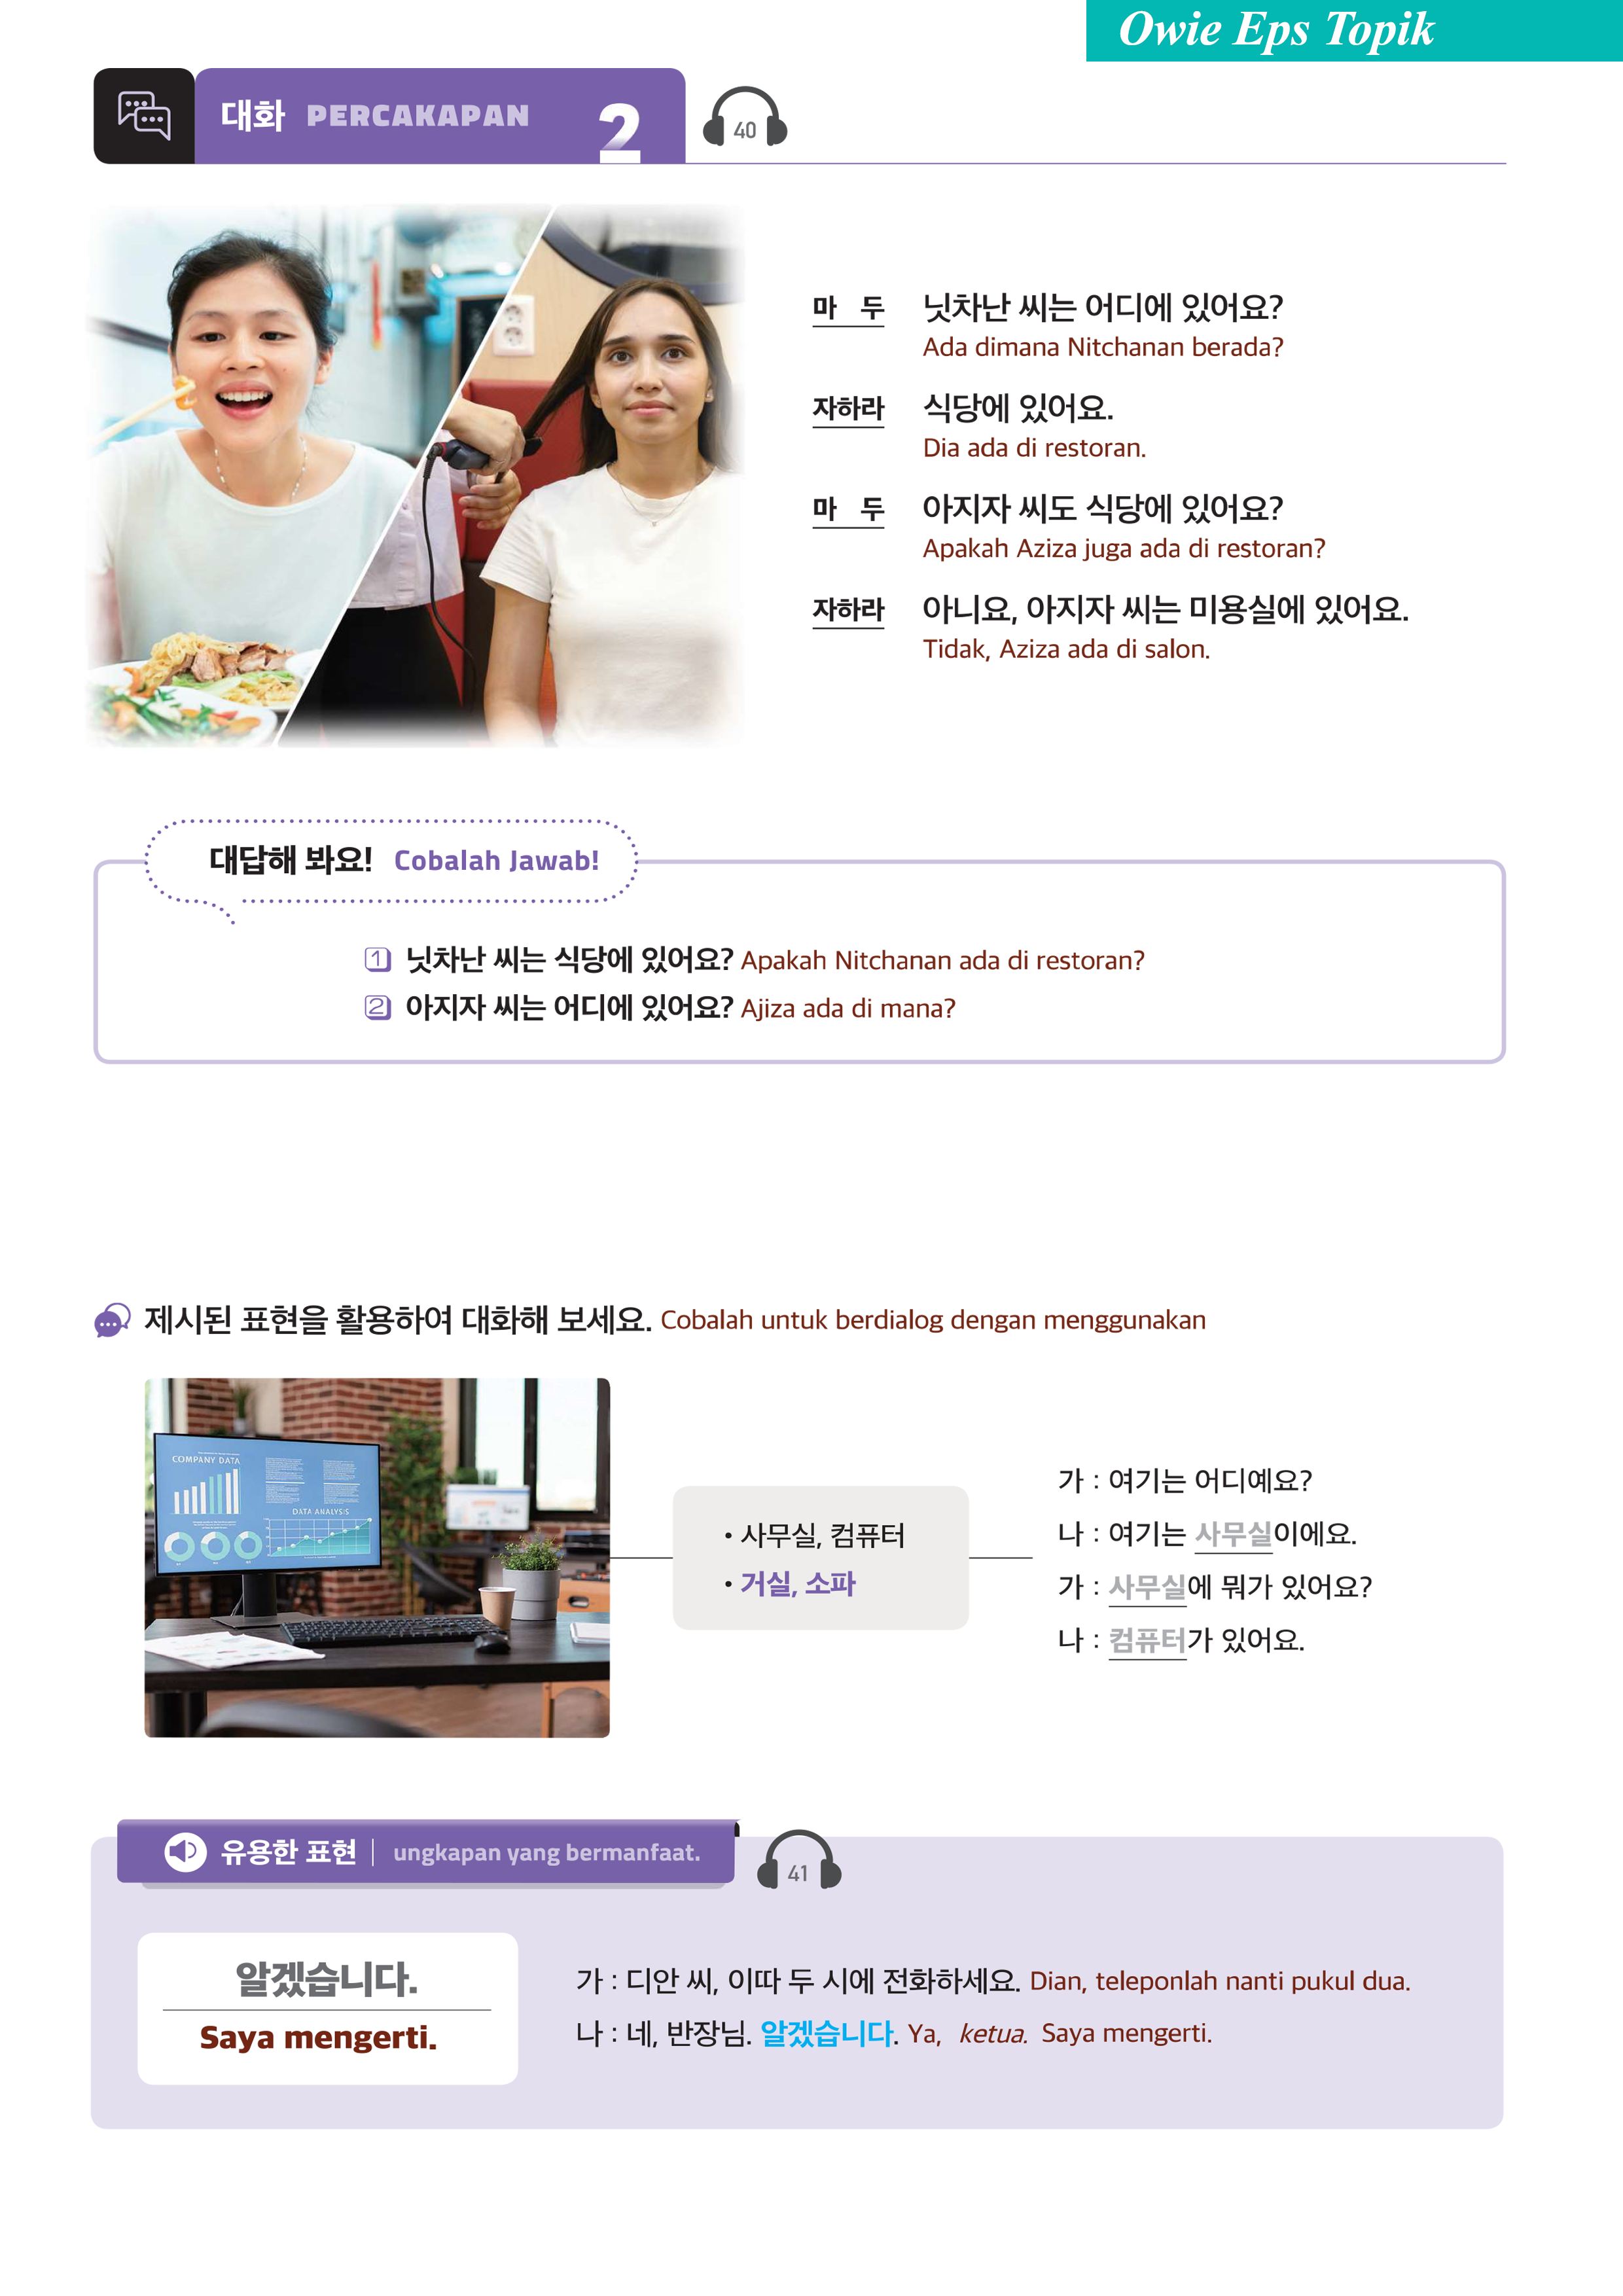 Owie Eps Topik
대화 PERCAKAPAN 2
40
마 두 닛차난 씨는 어디에 있어요?
Ada dimana Nitchanan berada?
자하라 식당에 있어요.
Dia ada di restoran.
마 두 아지자 씨도 식당에 있어요?
Apakah Aziza juga ada di restoran?
자하라 아니요, 아지자 씨는 미용실에 있어요.
Tidak, Aziza ada di salon.
대답해 봐요! Cobalah Jawab!
1 닛차난 씨는 식당에 있어요? Apakah Nitchanan ada di restoran?
2 아지자 씨는 어디에 있어요? Ajiza ada di mana?
제시된 표현을 활용하여 대화해 보세요. Cobalah untuk berdialog dengan menggunakan
COMPANY DATA
DATA ANALYSIS
• 사무실, 컴퓨터
• 거실, 소파
가 : 여기는 어디예요?
나 : 여기는 사무실이에요.
가 : 사무실에 뭐가 있어요?
나 : 컴퓨터가 있어요.
유용한 표현 | ungkapan yang bermanfaat.
41
알겠습니다.
Saya mengerti.
가 : 디안 씨, 이따 두 시에 전화하세요. Dian, teleponlah nanti pukul dua.
나 : 네, 반장님. 알겠습니다. Ya, ketua. Saya mengerti.